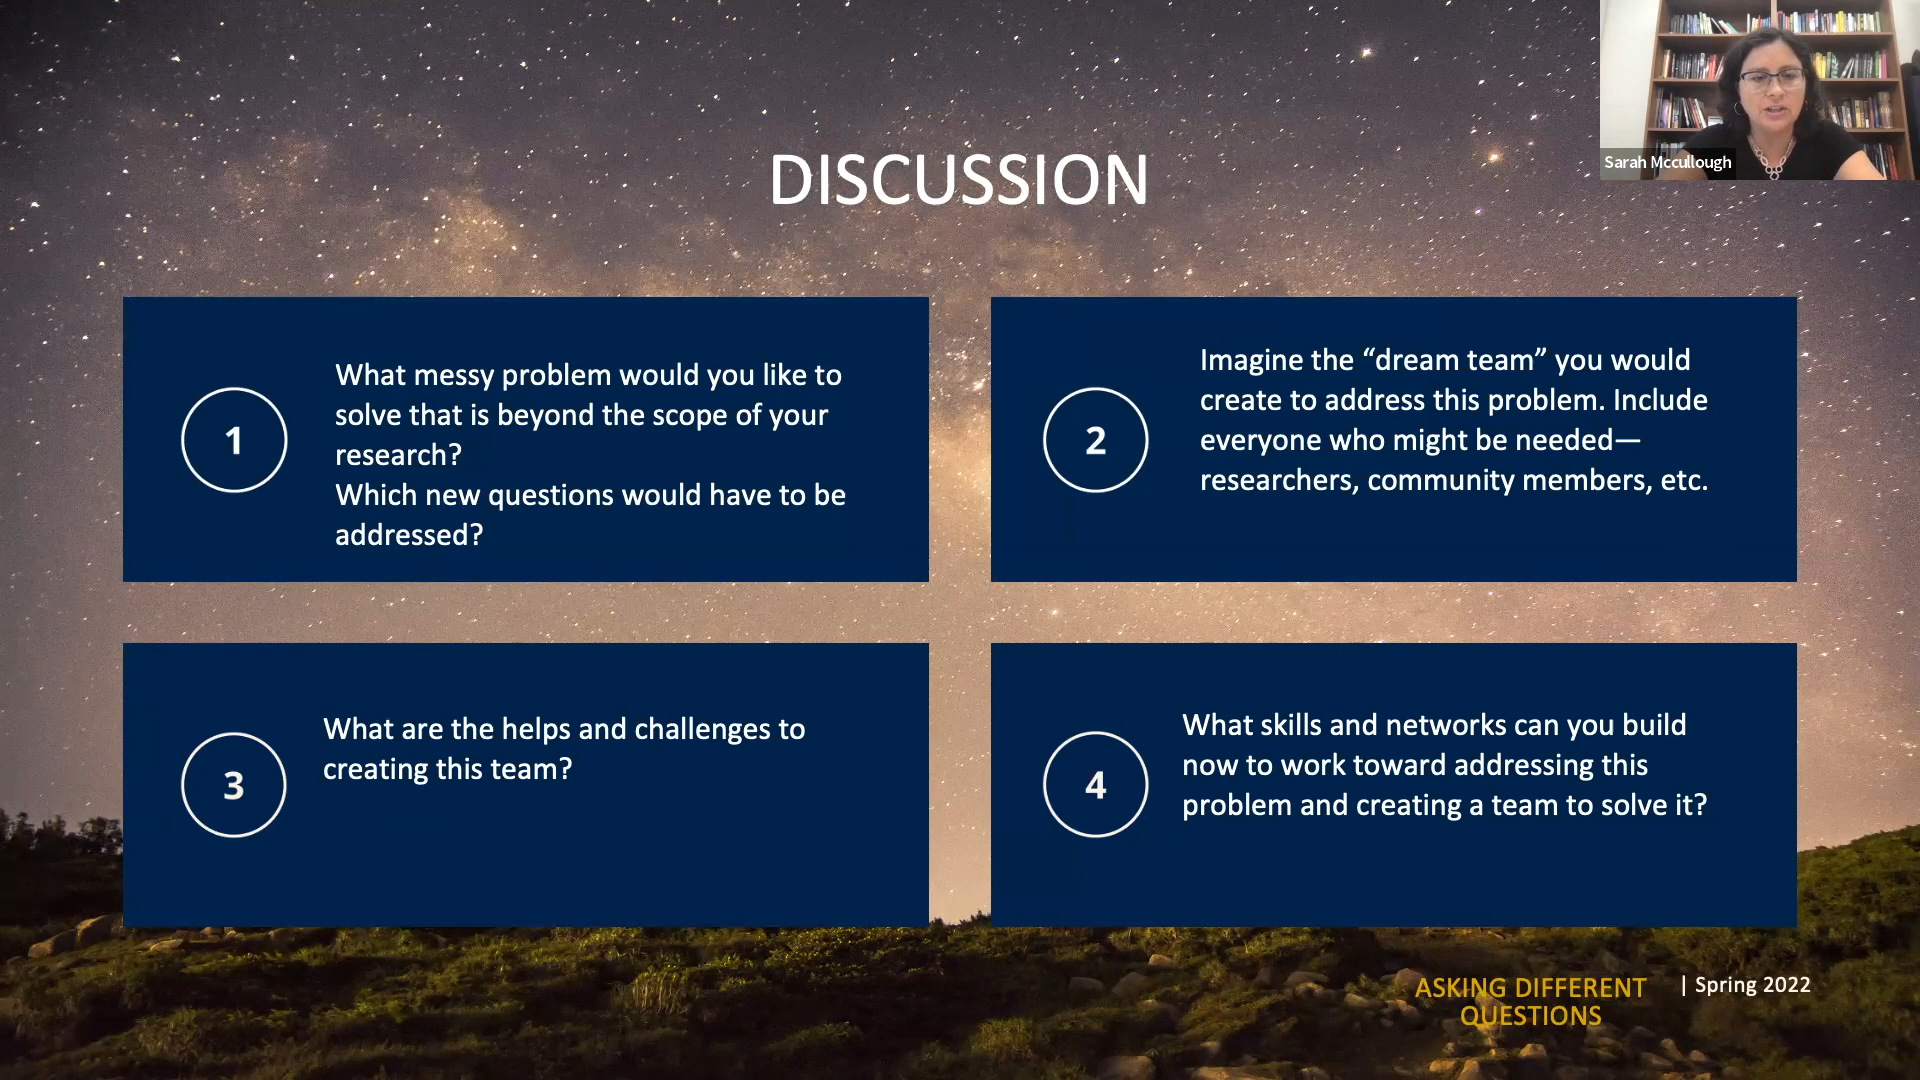 Sarah Mccullough
DISCUSSION
1
What messy problem would you like to
solve that is beyond the scope of your
research?
Which new questions would have to be
addressed?
2
Imagine the “dream team” you would
create to address this problem. Include
everyone who might be needed—
researchers, community members, etc.
3
What are the helps and challenges to
creating this team?
4
What skills and networks can you build
now to work toward addressing this
problem and creating a team to solve it?
ASKING DIFFERENT
QUESTIONS
| Spring 2022